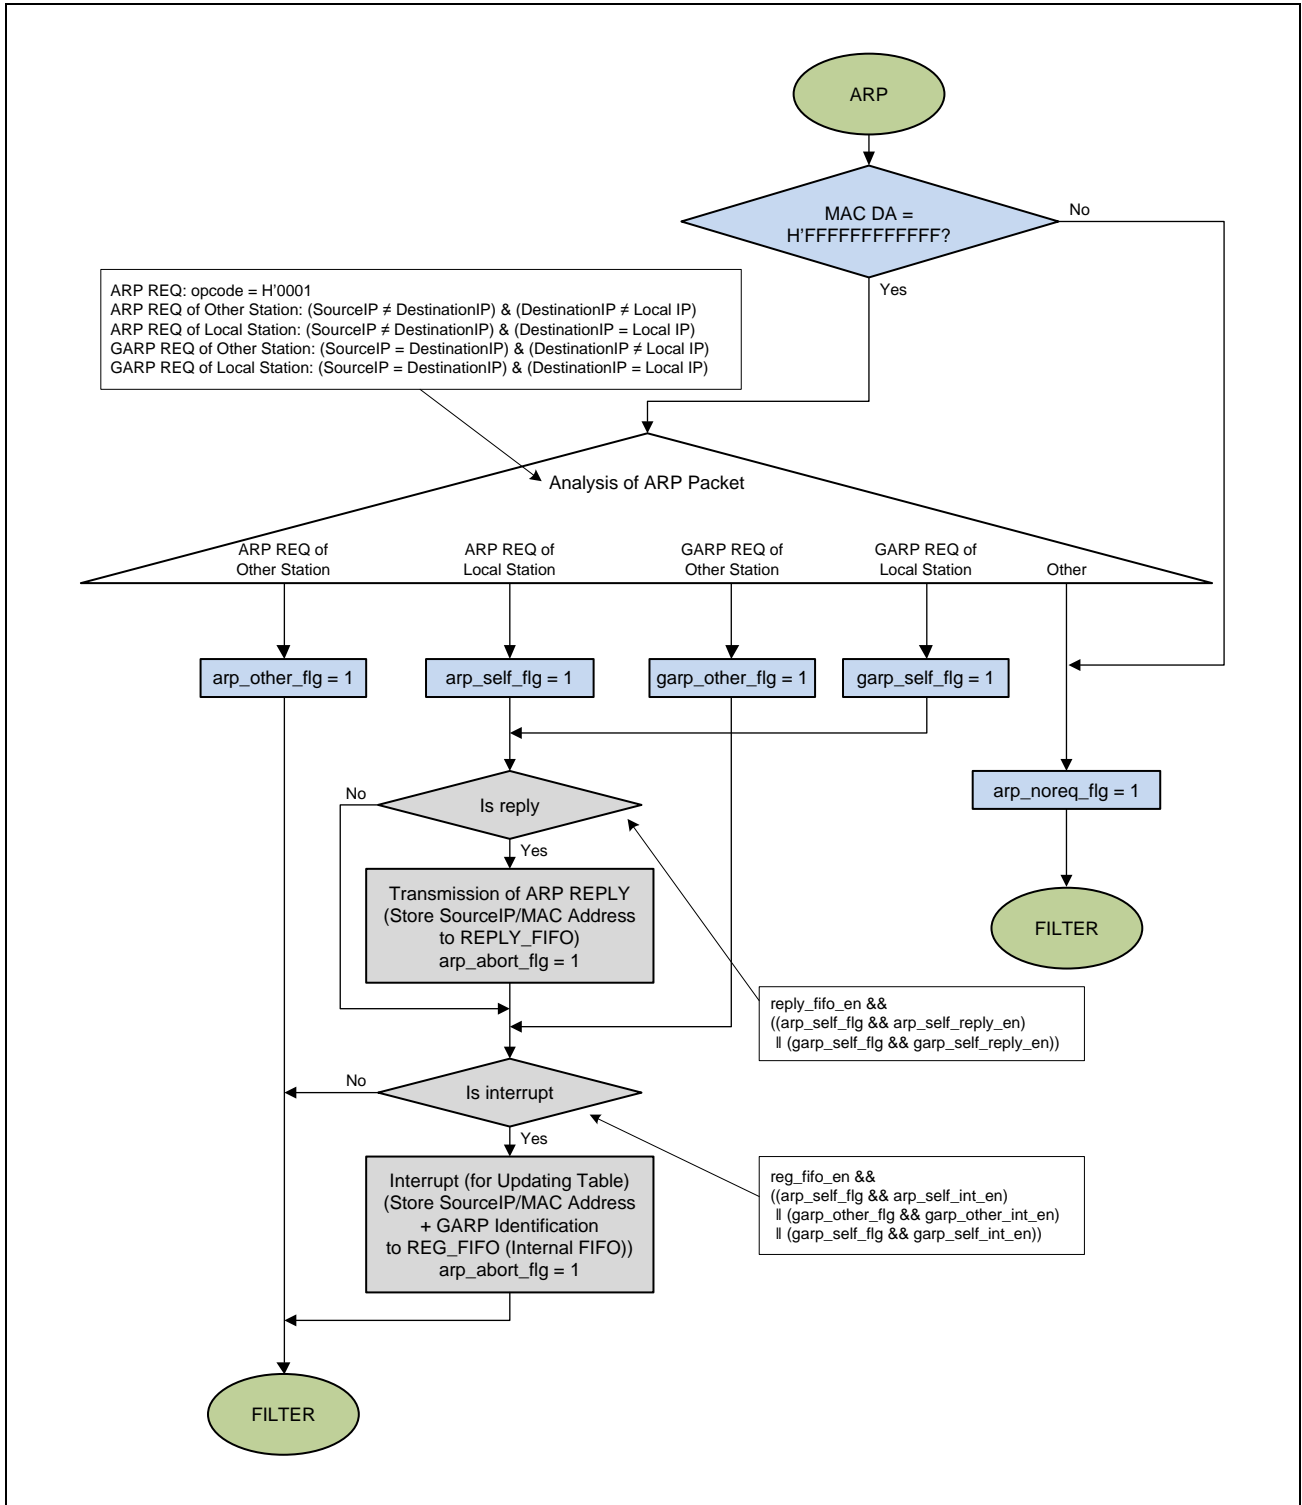 ARP
MAC DA =
H'FFFFFFFFFFFF?
No
Yes
ARP REQ: opcode = H'0001
ARP REQ of Other Station: (SourceIP ≠ DestinationIP) & (DestinationIP ≠ Local IP)
ARP REQ of Local Station: (SourceIP ≠ DestinationIP) & (DestinationIP = Local IP)
GARP REQ of Other Station: (SourceIP = DestinationIP) & (DestinationIP ≠ Local IP)
GARP REQ of Local Station: (SourceIP = DestinationIP) & (DestinationIP = Local IP)
Analysis of ARP Packet
ARP REQ of
Other Station
ARP REQ of
Local Station
GARP REQ of
Other Station
GARP REQ of
Local Station
Other
arp_other_flg = 1
arp_self_flg = 1
garp_other_flg = 1
garp_self_flg = 1
arp_noreq_flg = 1
No
Is reply
Yes
Transmission of ARP REPLY
(Store SourceIP/MAC Address
to REPLY_FIFO)
arp_abort_flg = 1
FILTER
reply_fifo_en &&
((arp_self_flg && arp_self_reply_en)
|| (garp_self_flg && garp_self_reply_en))
No
Is interrupt
Yes
Interrupt (for Updating Table)
(Store SourceIP/MAC Address
+ GARP Identification
to REG_FIFO (Internal FIFO))
arp_abort_flg = 1
reg_fifo_en &&
((arp_self_flg && arp_self_int_en)
|| (garp_other_flg && garp_other_int_en)
|| (garp_self_flg && garp_self_int_en))
FILTER